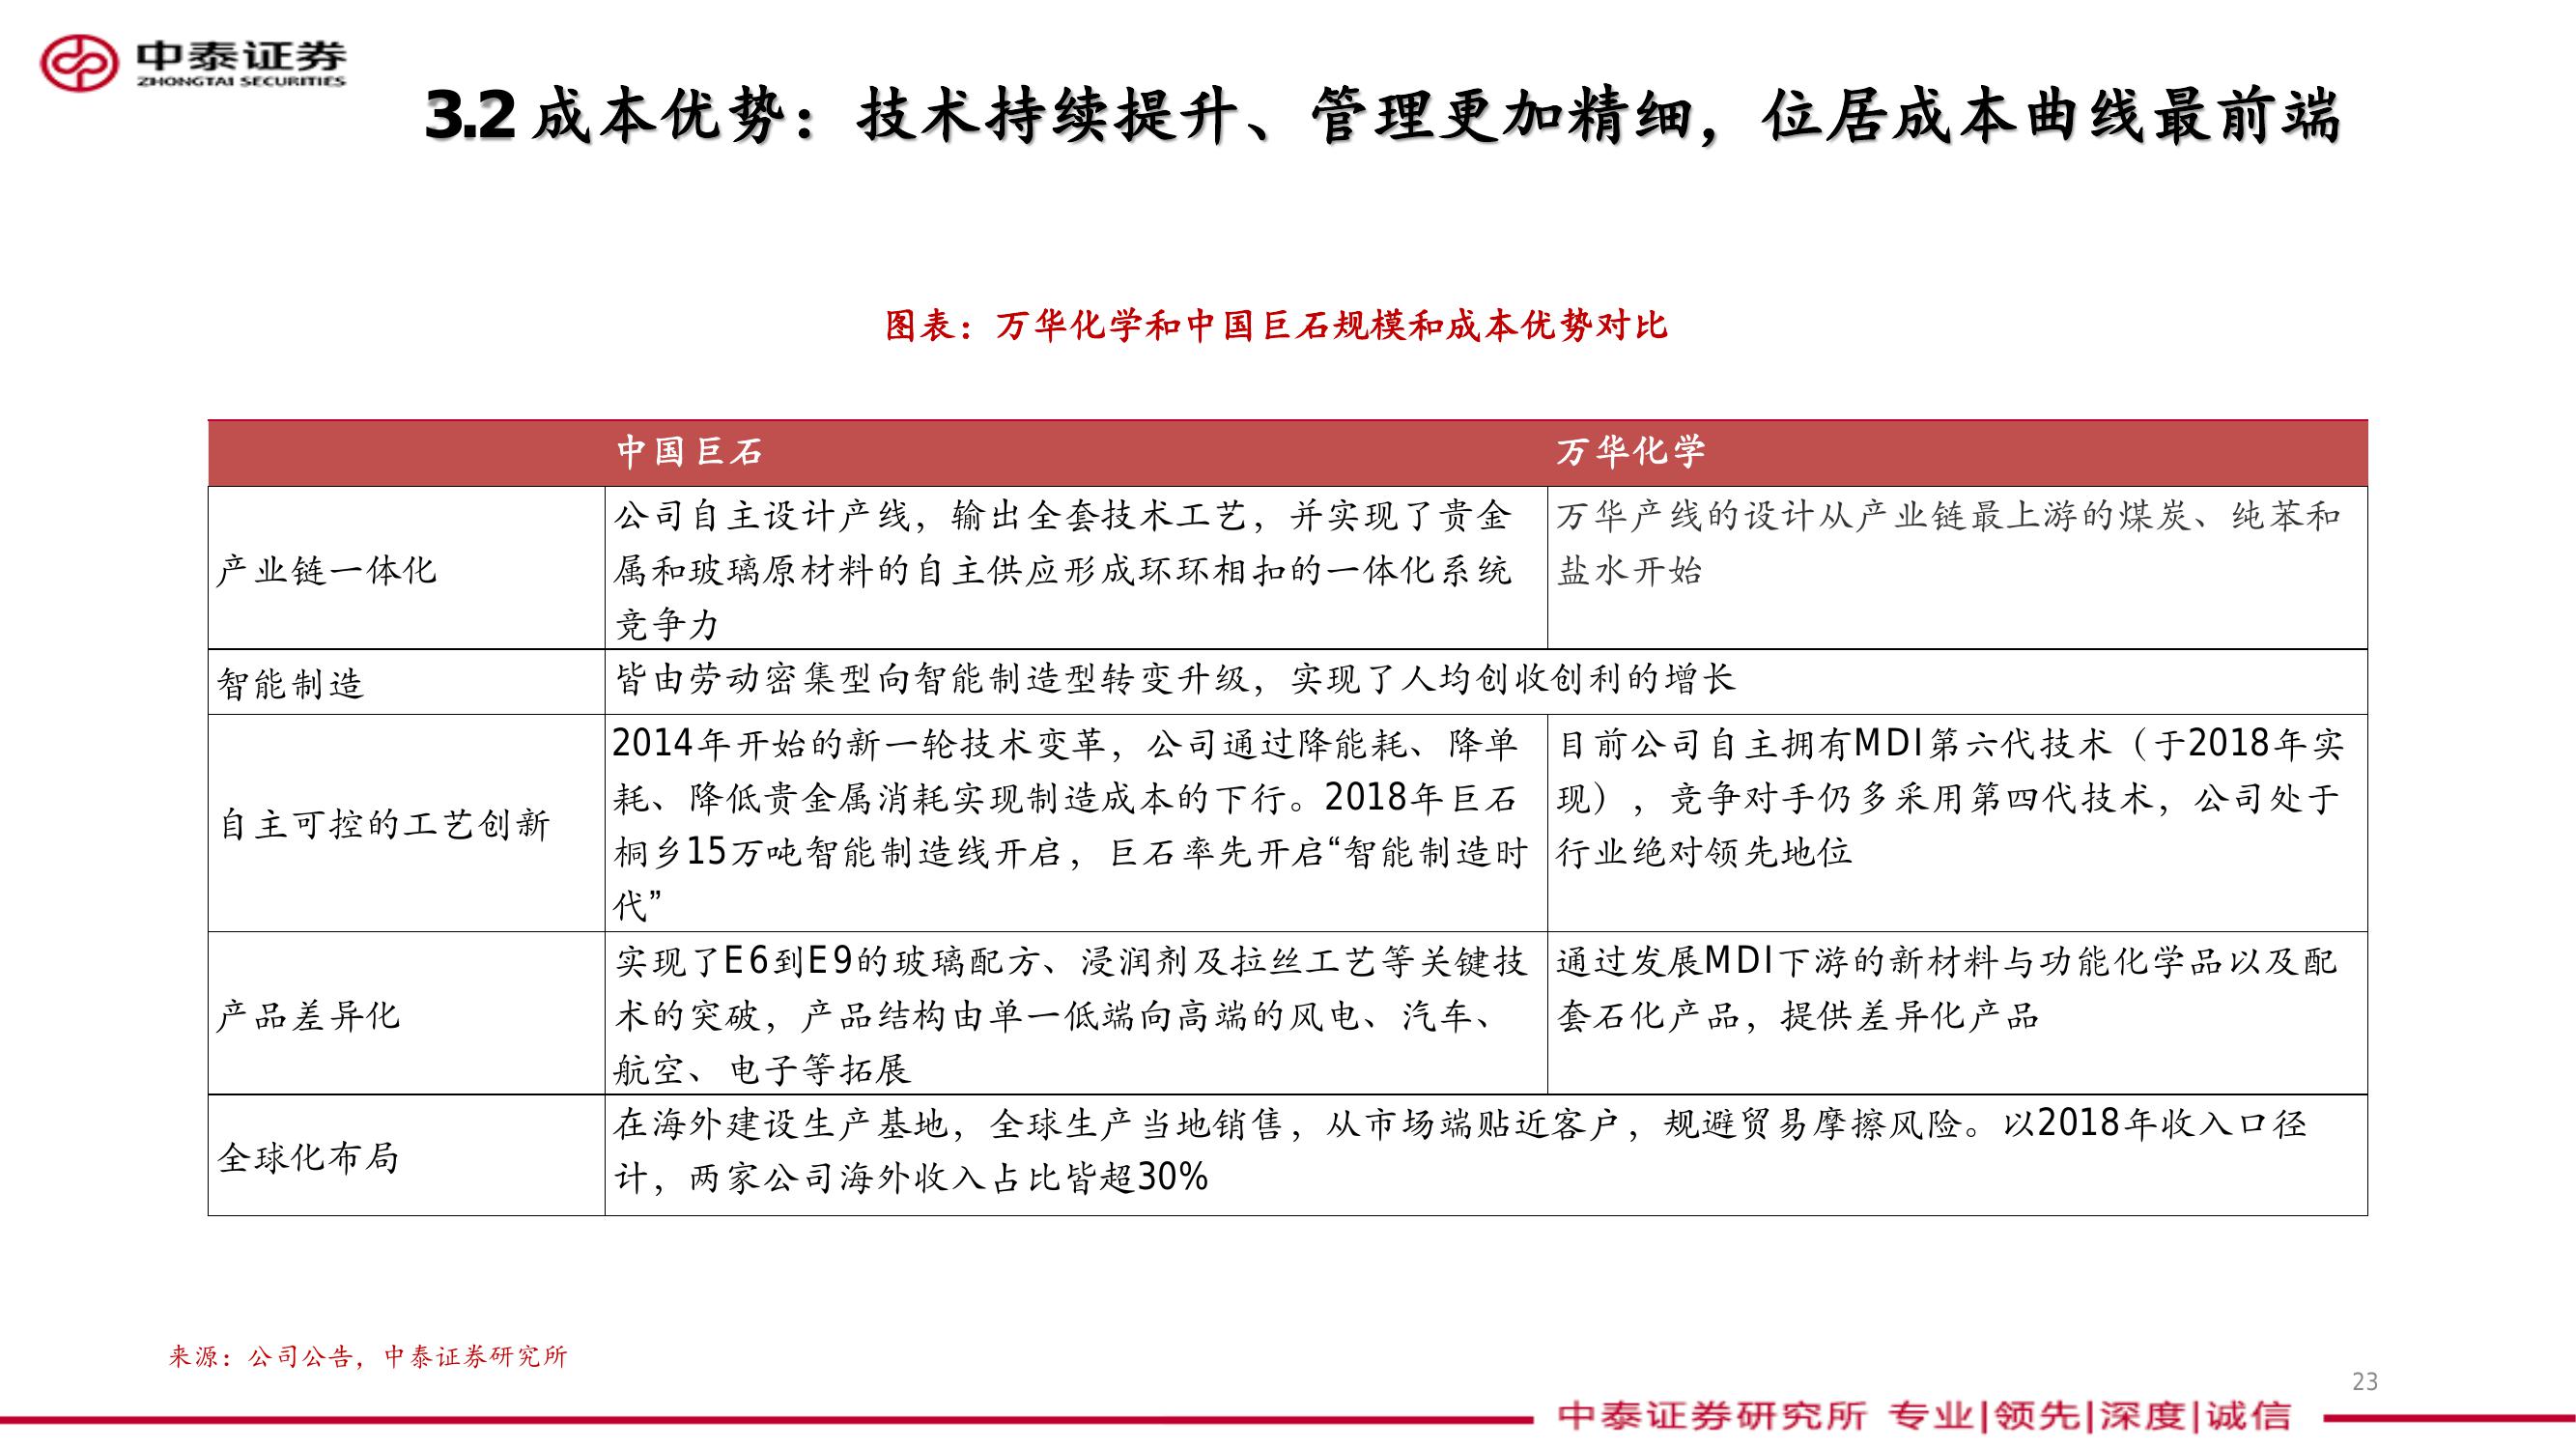 中泰证券
ZHONGTAI SECURITIES
3.2 成本优势：技术持续提升、管理更加精细，位居成本曲线最前端
图表：万华化学和中国巨石规模和成本优势对比
中国巨石
万华化学
产业链一体化
公司自主设计产线，输出全套技术工艺，并实现了贵金
属和玻璃原材料的自主供应形成环环相扣的一体化系统
竞争力
万华产线的设计从产业链最上游的煤炭、纯苯和
盐水开始
智能制造
皆由劳动密集型向智能制造型转变升级，实现了人均创收创利的增长
自主可控的工艺创新
2014年开始的新一轮技术变革，公司通过降能耗、降单
耗、降低贵金属消耗实现制造成本的下行。2018年巨石
桐乡15万吨智能制造线开启，巨石率先开启“智能制造时
代”
目前公司自主拥有MDI第六代技术（于2018年实
现），竞争对手仍多采用第四代技术，公司处于
行业绝对领先地位
产品差异化
实现了E6到E9的玻璃配方、浸润剂及拉丝工艺等关键技
术的突破，产品结构由单一低端向高端的风电、汽车、
航空、电子等拓展
通过发展MDI下游的新材料与功能化学品以及配
套石化产品，提供差异化产品
全球化布局
在海外建设生产基地，全球生产当地销售，从市场端贴近客户，规避贸易摩擦风险。以2018年收入口径
计，两家公司海外收入占比皆超30%
来源：公司公告，中泰证券研究所
23
中泰证券研究所 专业|领先|深度|诚信